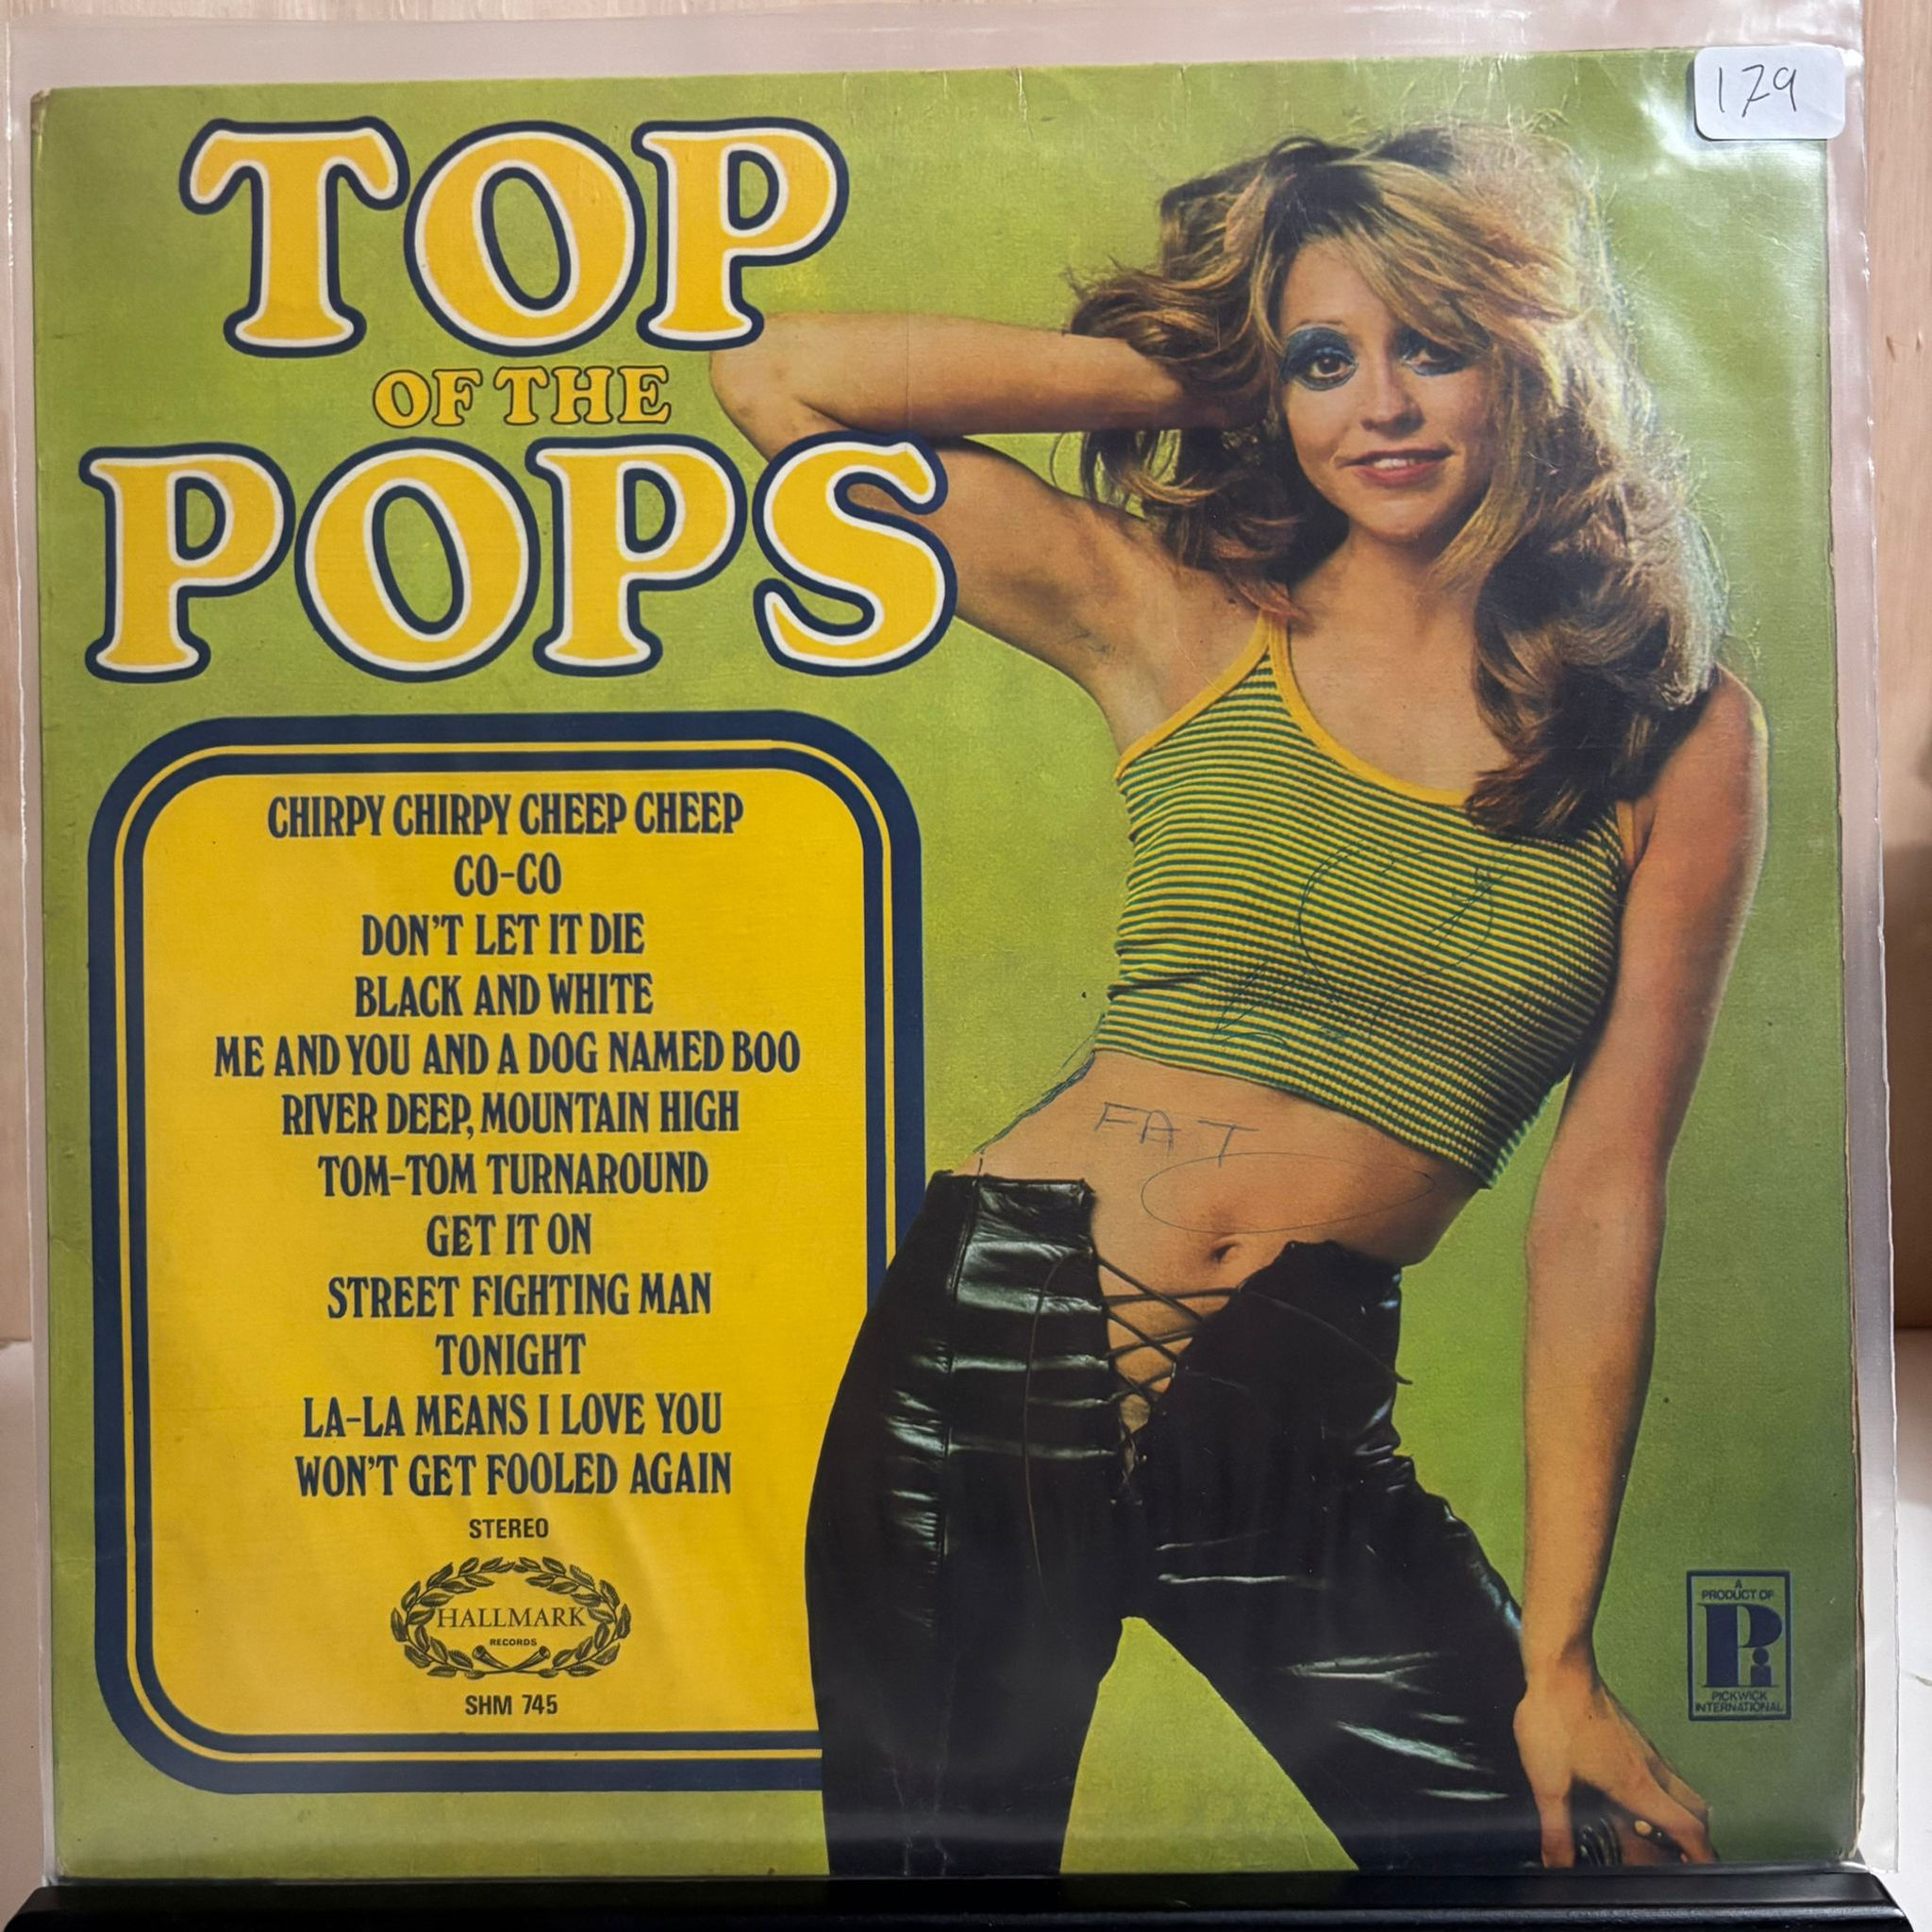 179
TOP
OF THE
POPS
CHIRPY CHIRPY CHEEP CHEEP
CO-CO
DON'T LET IT DIE
BLACK AND WHITE
ME AND YOU AND A DOG NAMED BOO
RIVER DEEP, MOUNTAIN HIGH
TOM-TOM TURNAROUND
GET IT ON
STREET FIGHTING MAN
TONIGHT
LA-LA MEANS I LOVE YOU
WON'T GET FOOLED AGAIN
STEREO
HALLMARK
RECORDS
SHM 745
FAT
A
PRODUCT OF
Pi
PICKWICK
INTERNATIONAL